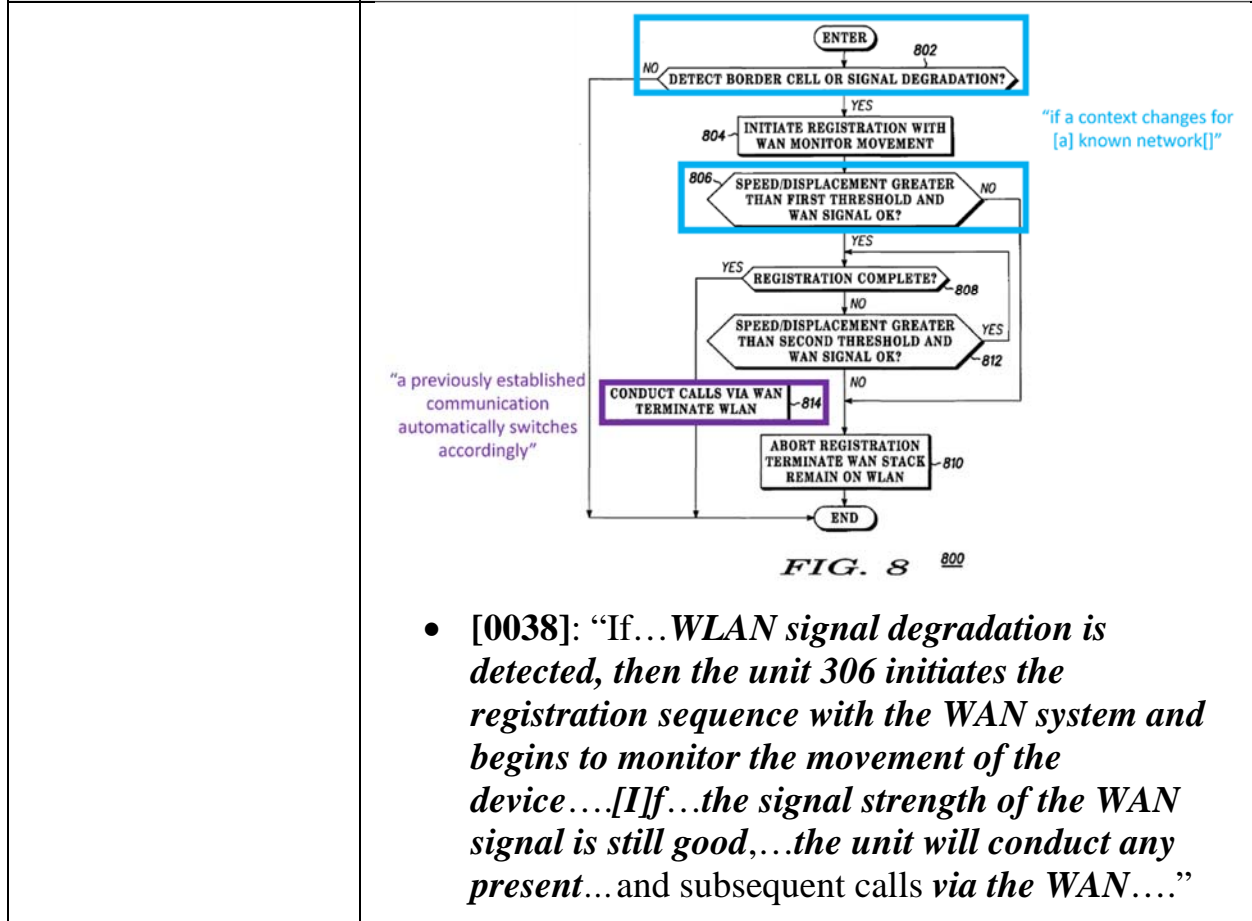 ENTER
802
NO
DETECT BORDER CELL OR SIGNAL DEGRADATION?
YES
"if a context changes for
[a] known network[]"
804
INITIATE REGISTRATION WITH
WAN MONITOR MOVEMENT
806
SPEED/DISPLACEMENT GREATER
THAN FIRST THRESHOLD AND
WAN SIGNAL OK?
NO
YES
YES
REGISTRATION COMPLETE?
808
NO
SPEED/DISPLACEMENT GREATER
THAN SECOND THRESHOLD AND
WAN SIGNAL OK?
YES
812
NO
"a previously established
communication
automatically switches
accordingly"
CONDUCT CALLS VIA WAN
TERMINATE WLAN
814
ABORT REGISTRATION
TERMINATE WAN STACK
REMAIN ON WLAN
810
END
FIG. 8 800
• [0038]: “If…WLAN signal degradation is
detected, then the unit 306 initiates the
registration sequence with the WAN system and
begins to monitor the movement of the
device….[I]f…the signal strength of the WAN
signal is still good,…the unit will conduct any
present…and subsequent calls via the WAN….”